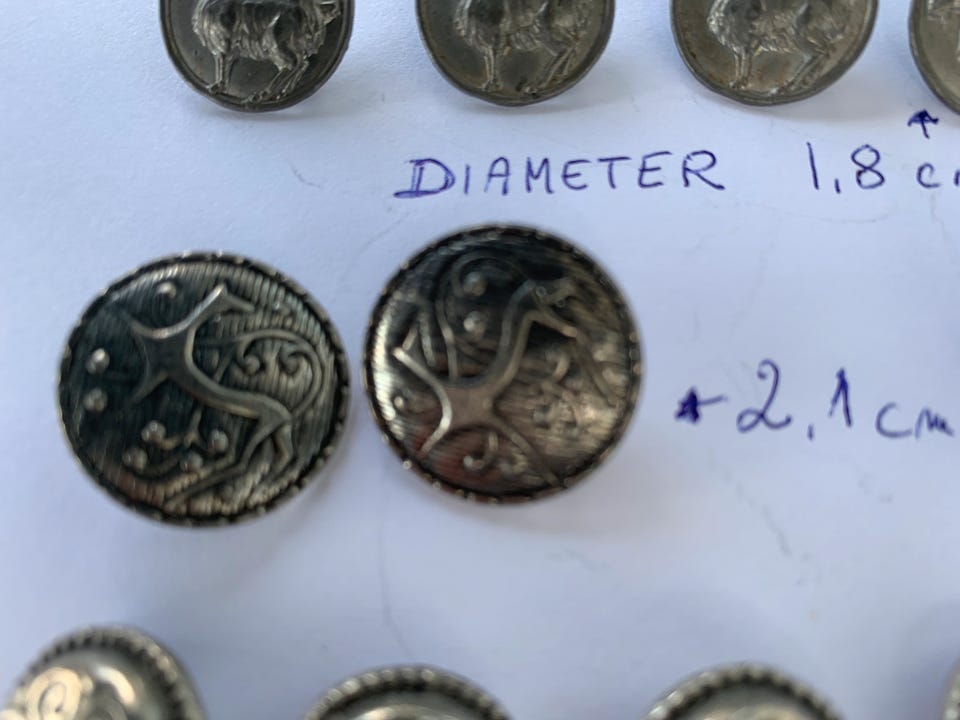 DIAMETER 1,8 c
2,1 cm